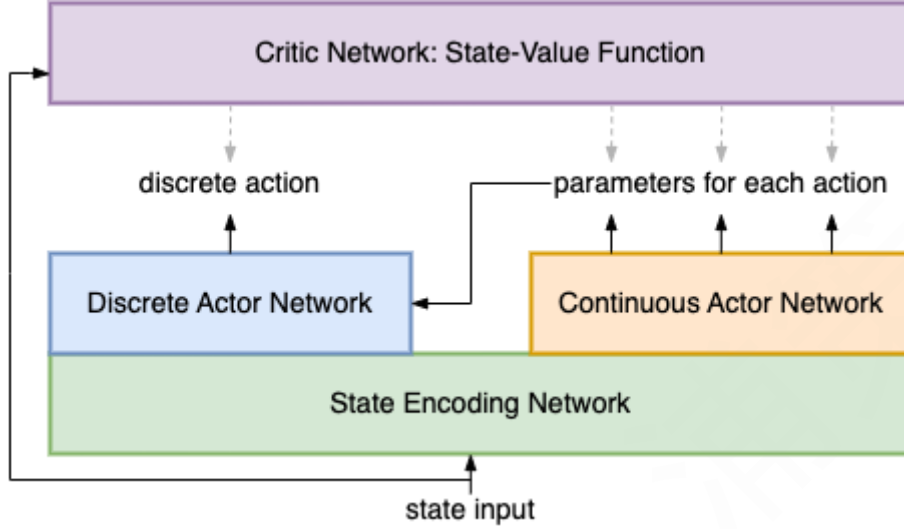 Critic Network: State-Value Function
discrete action
parameters for each action
Discrete Actor Network
Continuous Actor Network
State Encoding Network
state input